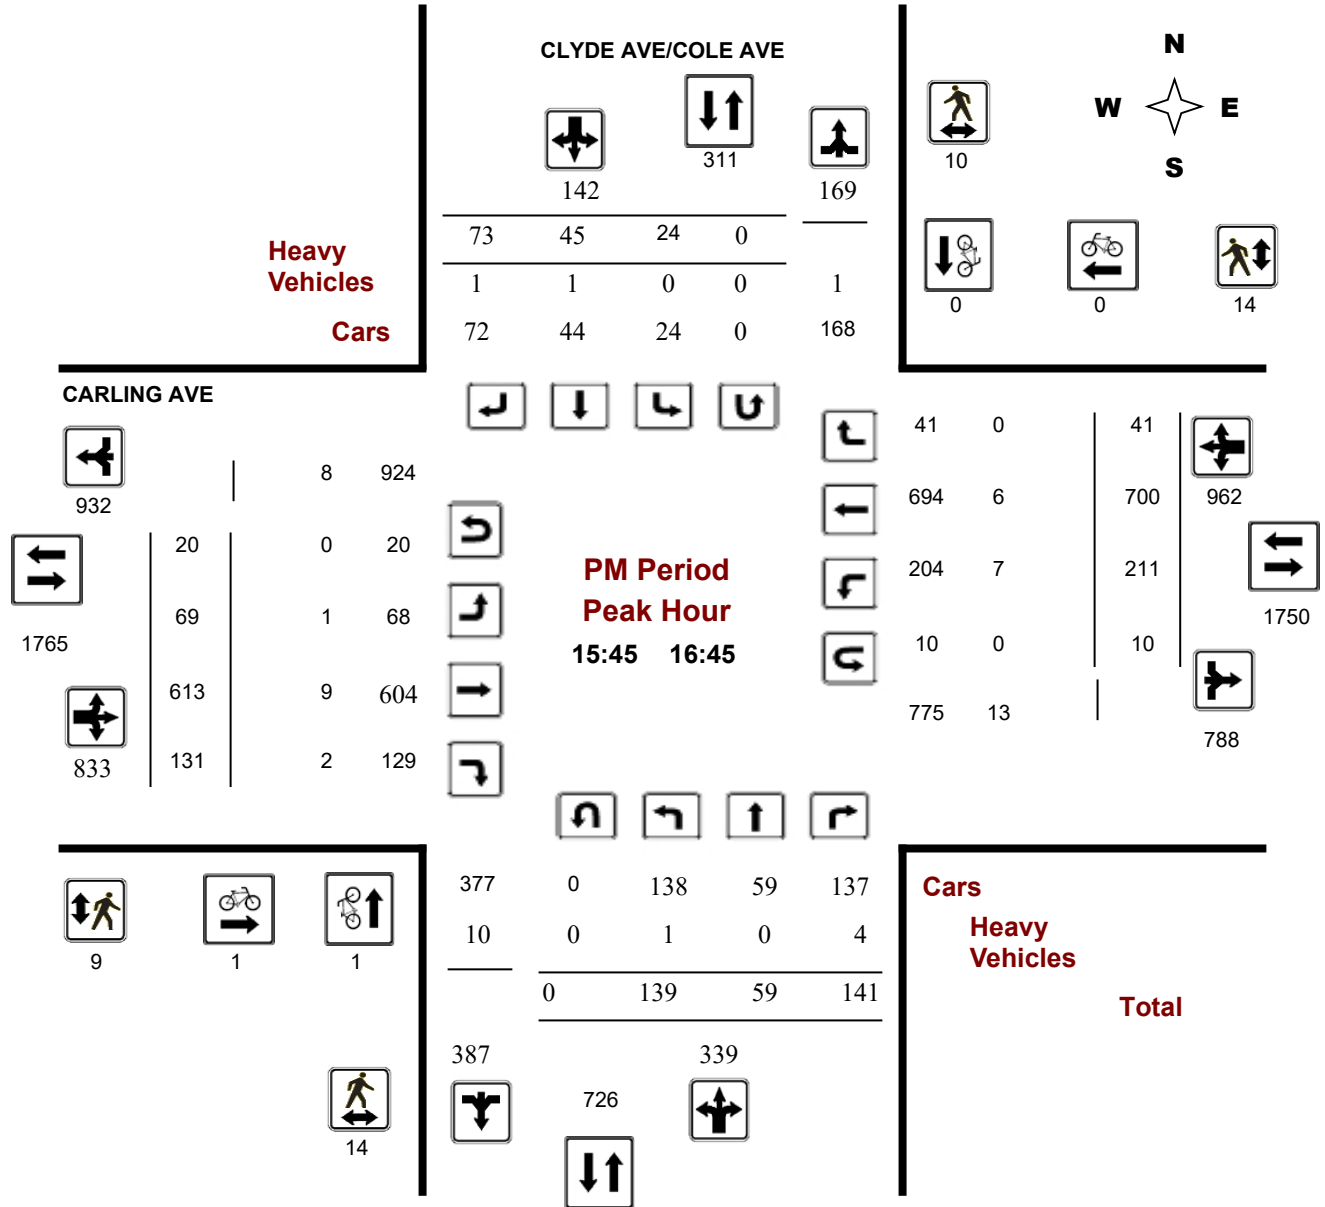 CLYDE AVE/COLE AVE
N
W E
S
311
10
142 169
73 45 24 0
Heavy
Vehicles
1 1 0 0 1
0 0 14
Cars
72 44 24 0 168
CARLING AVE
41 0 41
8 924
932
694 6 700 962
20 0 20
PM Period
204 7 211
Peak Hour
69 1 68
1750
1765
15:45 16:45
10 0 10
613 9 604
775 13
788
833 131 2 129
377 0 138 59 137
Cars
10 0 1 0 4
Heavy
Vehicles
9 1 1
0 139 59 141
Total
387 339
726
14